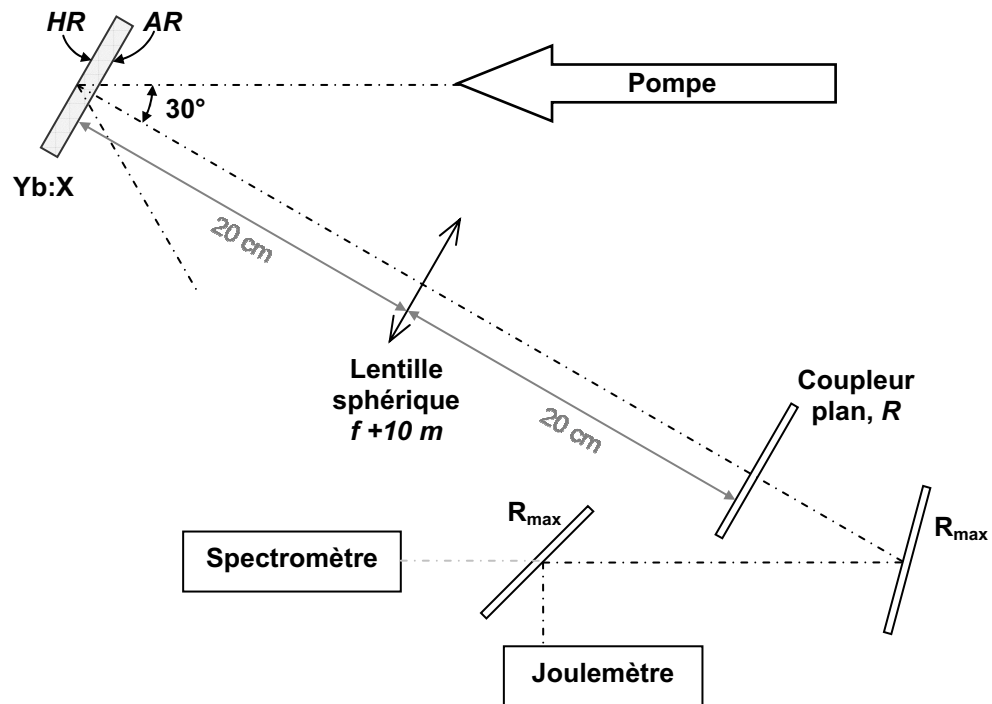 HR
AR
Pompe
30°
Yb:X
20 cm
Lentille
sphérique
f +10 m
20 cm
Coupleur
plan, R
Rmax
Rmax
Spectromètre
Joulemètre